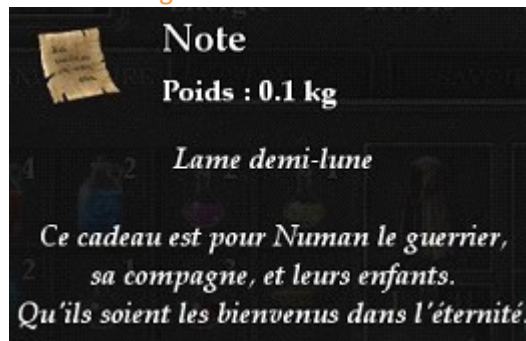 Note
Poids : 0.1 kg
Lame demi-lune
Ce cadeau est pour Numan le guerrier,
sa compagne, et leurs enfants.
Qu'ils soient les bienvenus dans l'éternité.